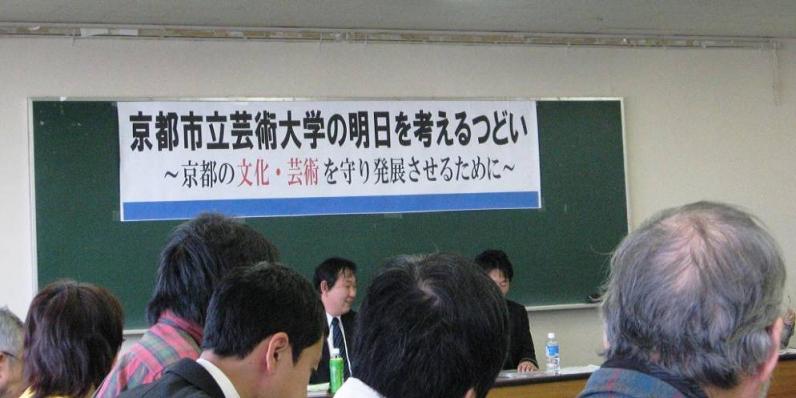 京都市立芸術大学の明日を考えるつどい
～京都の文化・芸術を守り発展させるために～